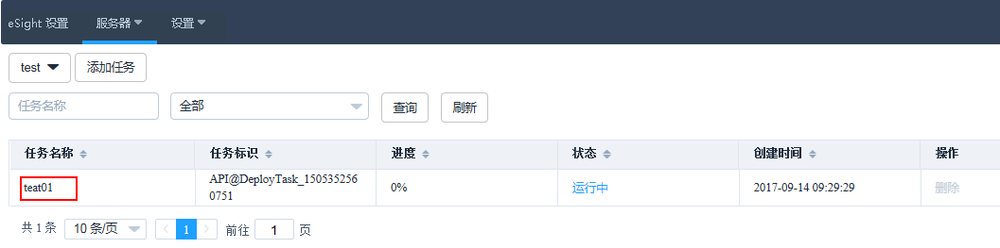 eSight 设置 服务器 设置
test 添加任务
任务名称 全部 查询 刷新
任务名称 任务标识 进度 状态 创建时间 操作
teat01 API@DeployTask_150535256 0% 运行中 2017-09-14 09:29:29 删除
0751
共 1 条 10 条/页 1 前往 1 页